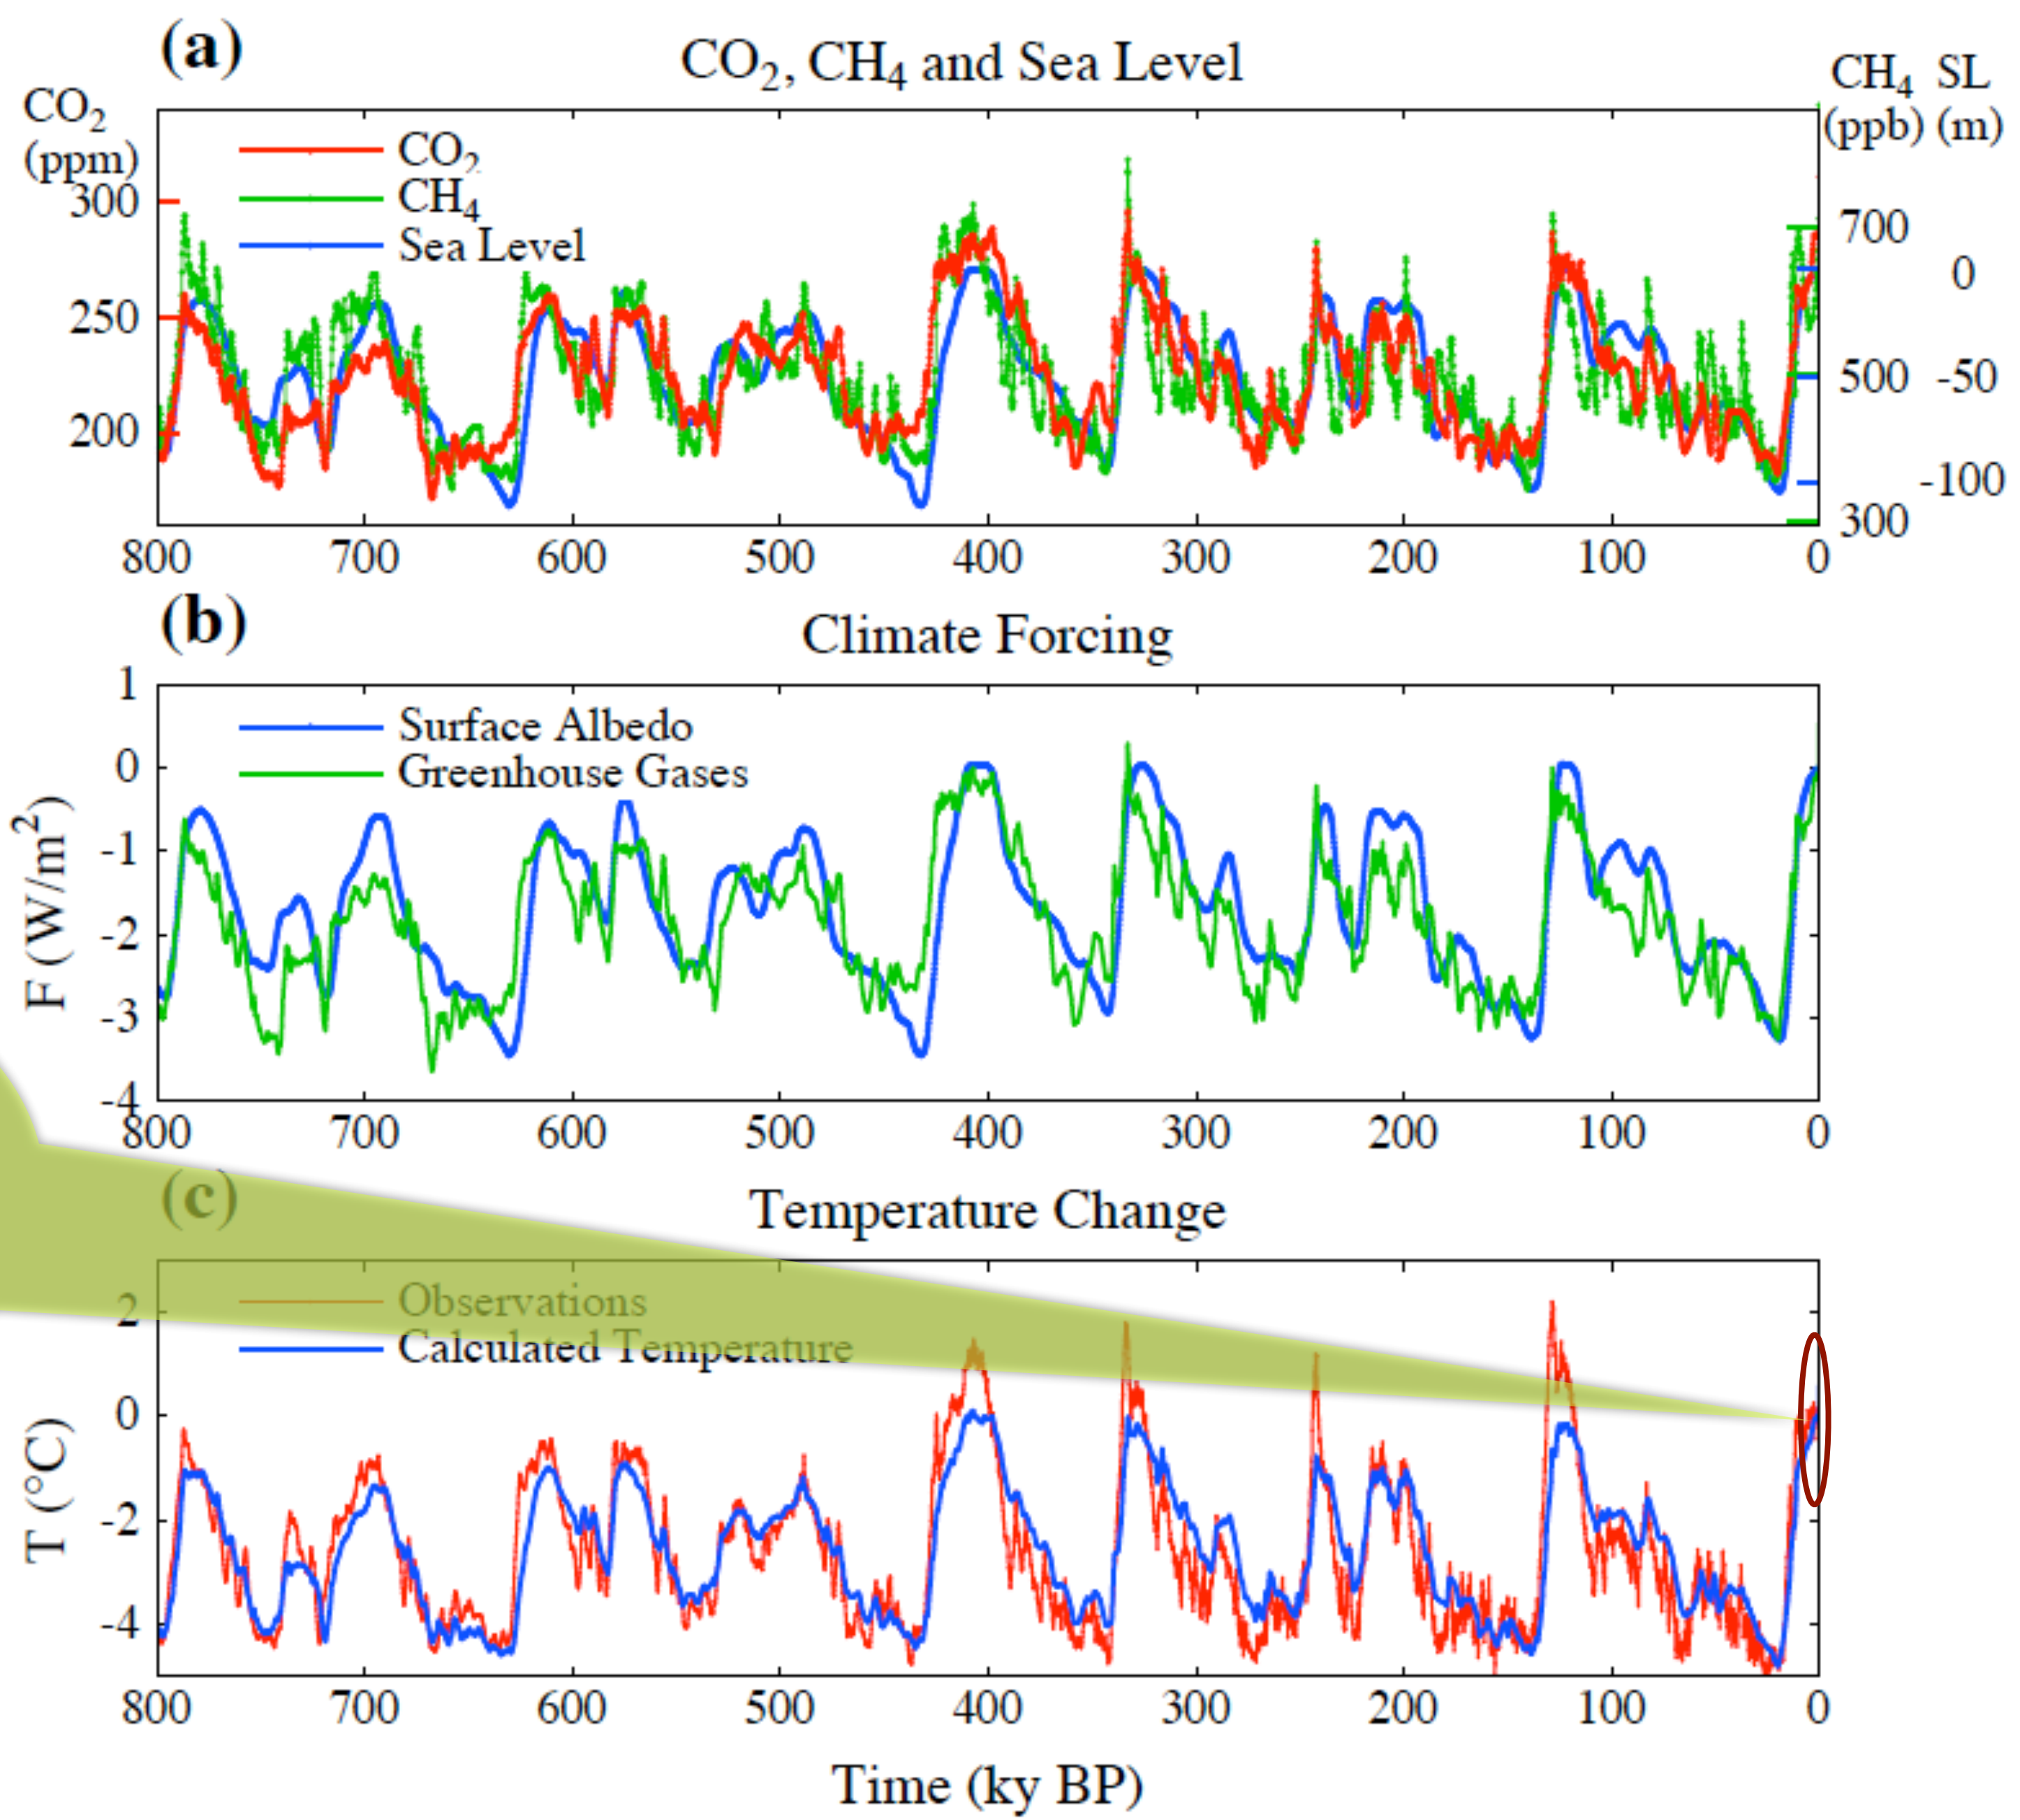 (a)
CO₂, CH₄ and Sea Level
CO₂
(ppm)
CH₄ SL
(ppb) (m)
CO₂
CH₄
Sea Level
300
250
200
700
0
500 -50
-100
300
800 700 600 500 400 300 200 100 0
(b)
Climate Forcing
Surface Albedo
Greenhouse Gases
F (W/m²)
1
0
-1
-2
-3
-4
800 700 600 500 400 300 200 100 0
(c)
Temperature Change
Observations
Calculated Temperature
T (°C)
2
0
-2
-4
800 700 600 500 400 300 200 100 0
Time (ky BP)